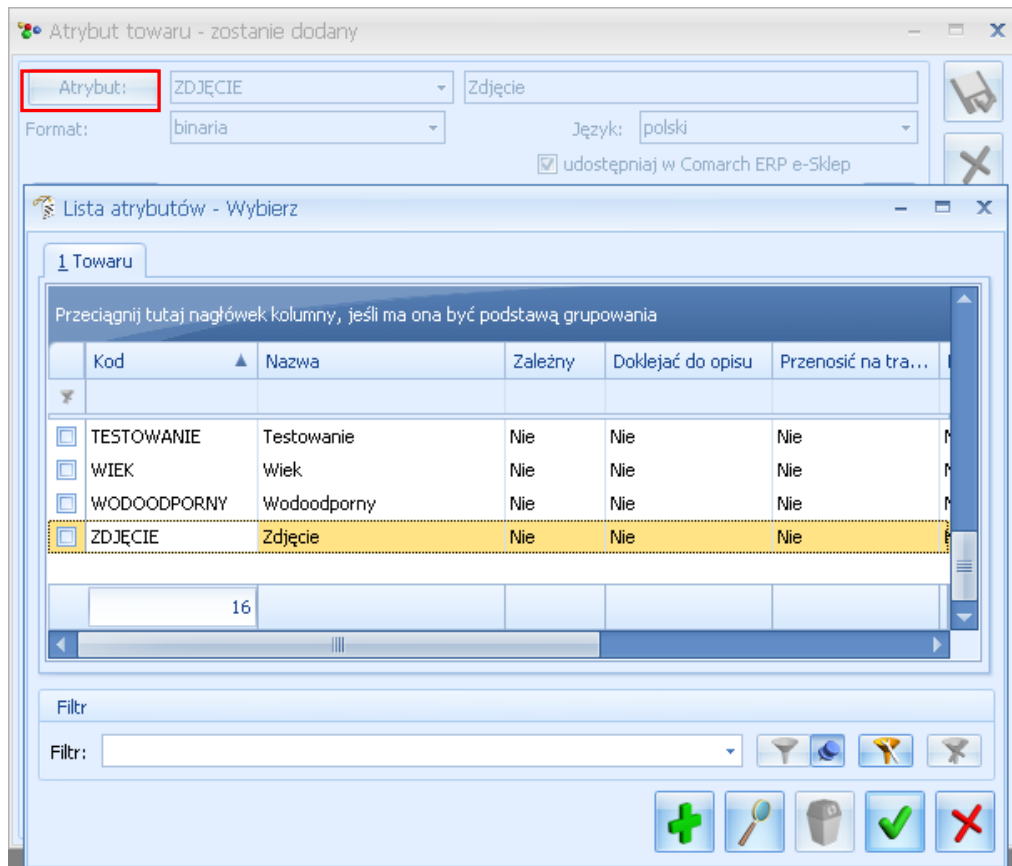 Atrybut towaru - zostanie dodany
Atrybut: ZDJĘCIE Zdjęcie
Format: binaria Język: polski
udostępniaj w Comarch ERP e-Sklep
Lista atrybutów - Wybierz
1 Towaru
Przeciągnij tutaj nagłówek kolumny, jeśli ma ona być podstawą grupowania
Kod Nazwa Zależny Doklejać do opisu Przenosić na tra...
TESTOWANIE Testowanie Nie Nie Nie
WIEK Wiek Nie Nie Nie
WODOODPORNY Wodoodporny Nie Nie Nie
ZDJĘCIE Zdjęcie Nie Nie Nie
16
Filtr
Filtr: